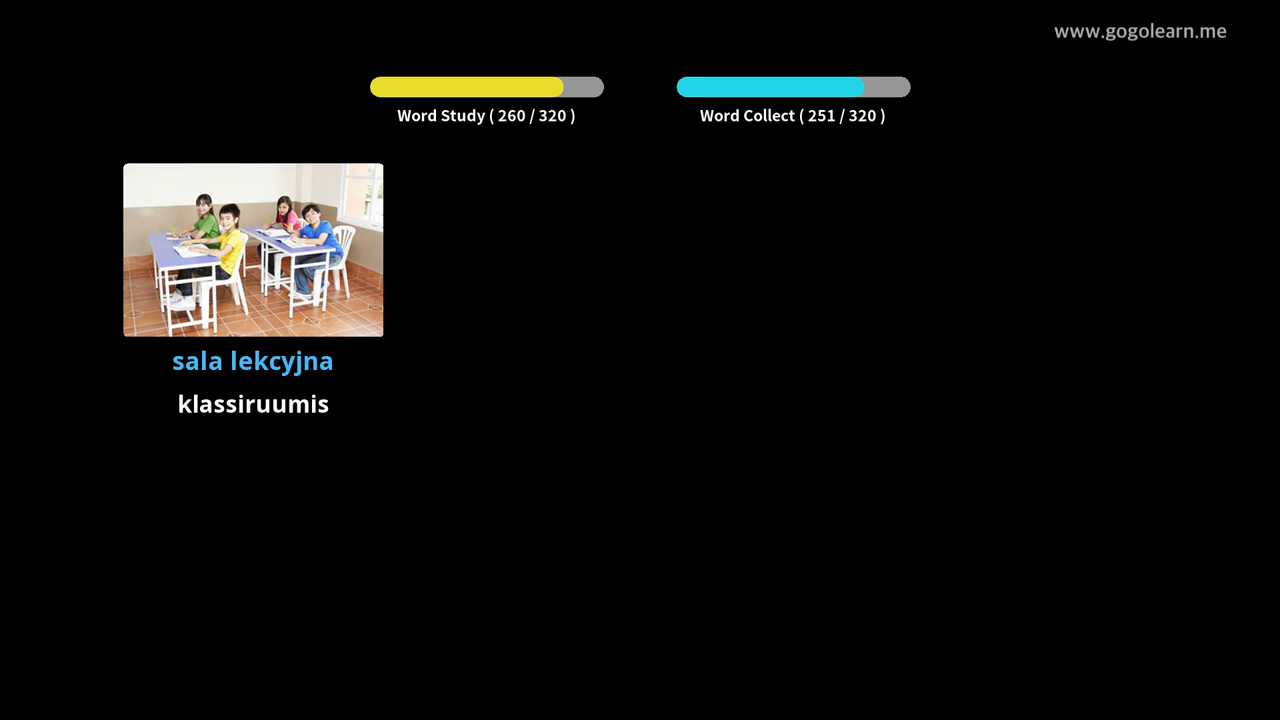 www.gogolearn.me
Word Study ( 260 / 320 )
Word Collect ( 251 / 320 )
sala lekcyjna
klassiruumis